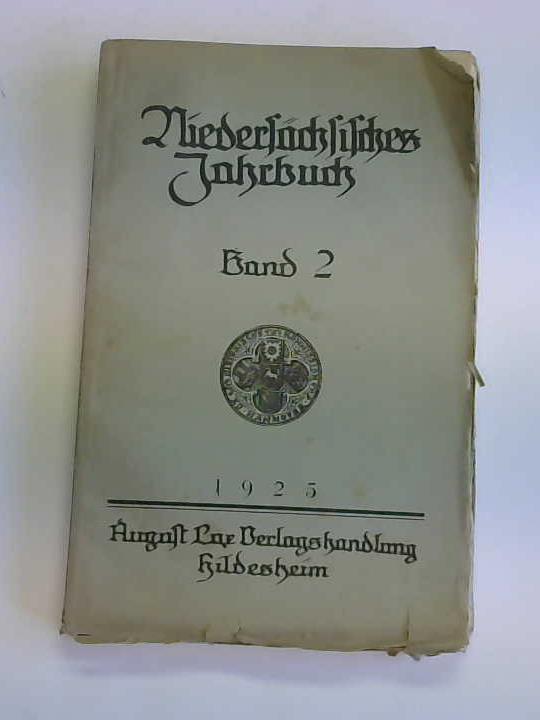 Niedersächsisches
Jahrbuch
Band 2
1925
August Lax Verlagshandlung
Hildesheim